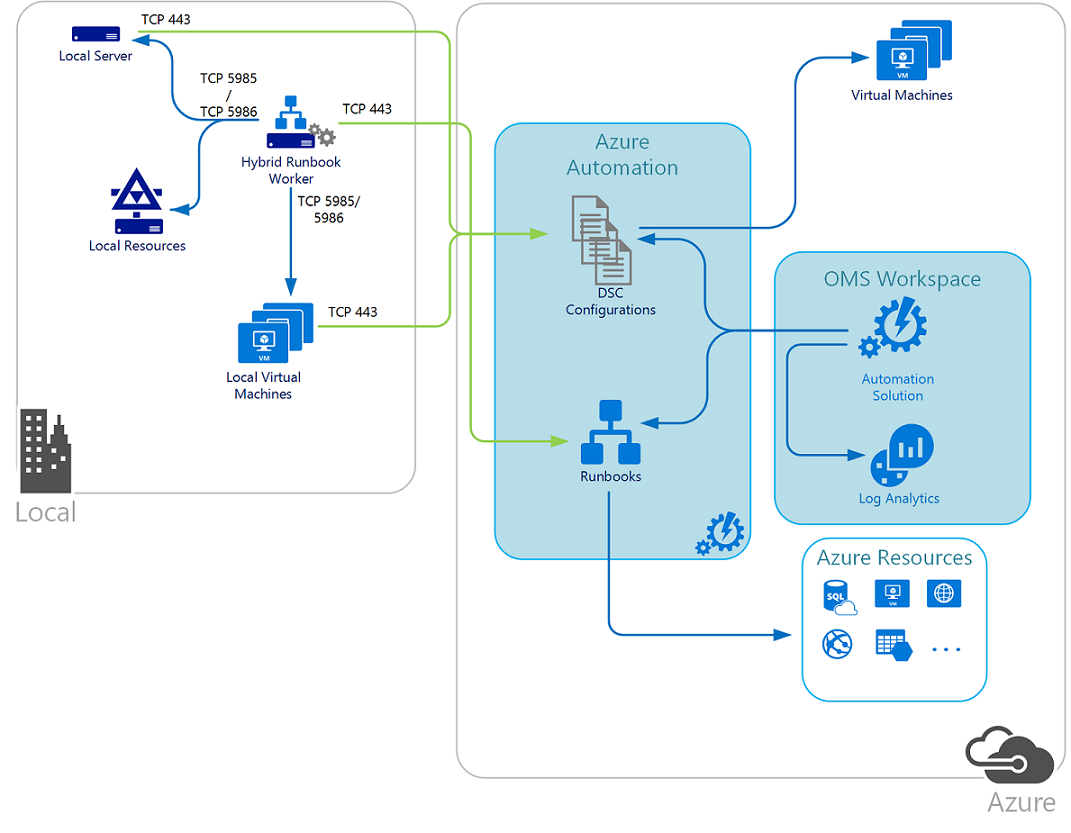 TCP 443
Local Server
TCP 5985
/
TCP 5986
TCP 443
Hybrid Runbook
Worker
TCP 5985/
5986
Local Resources
TCP 443
VM
Local Virtual
Machines
Local
Azure
Automation
DSC
Configurations
Runbooks
VM
Virtual Machines
OMS Workspace
Automation
Solution
Log Analytics
Azure Resources
SQL
VM
...
Azure